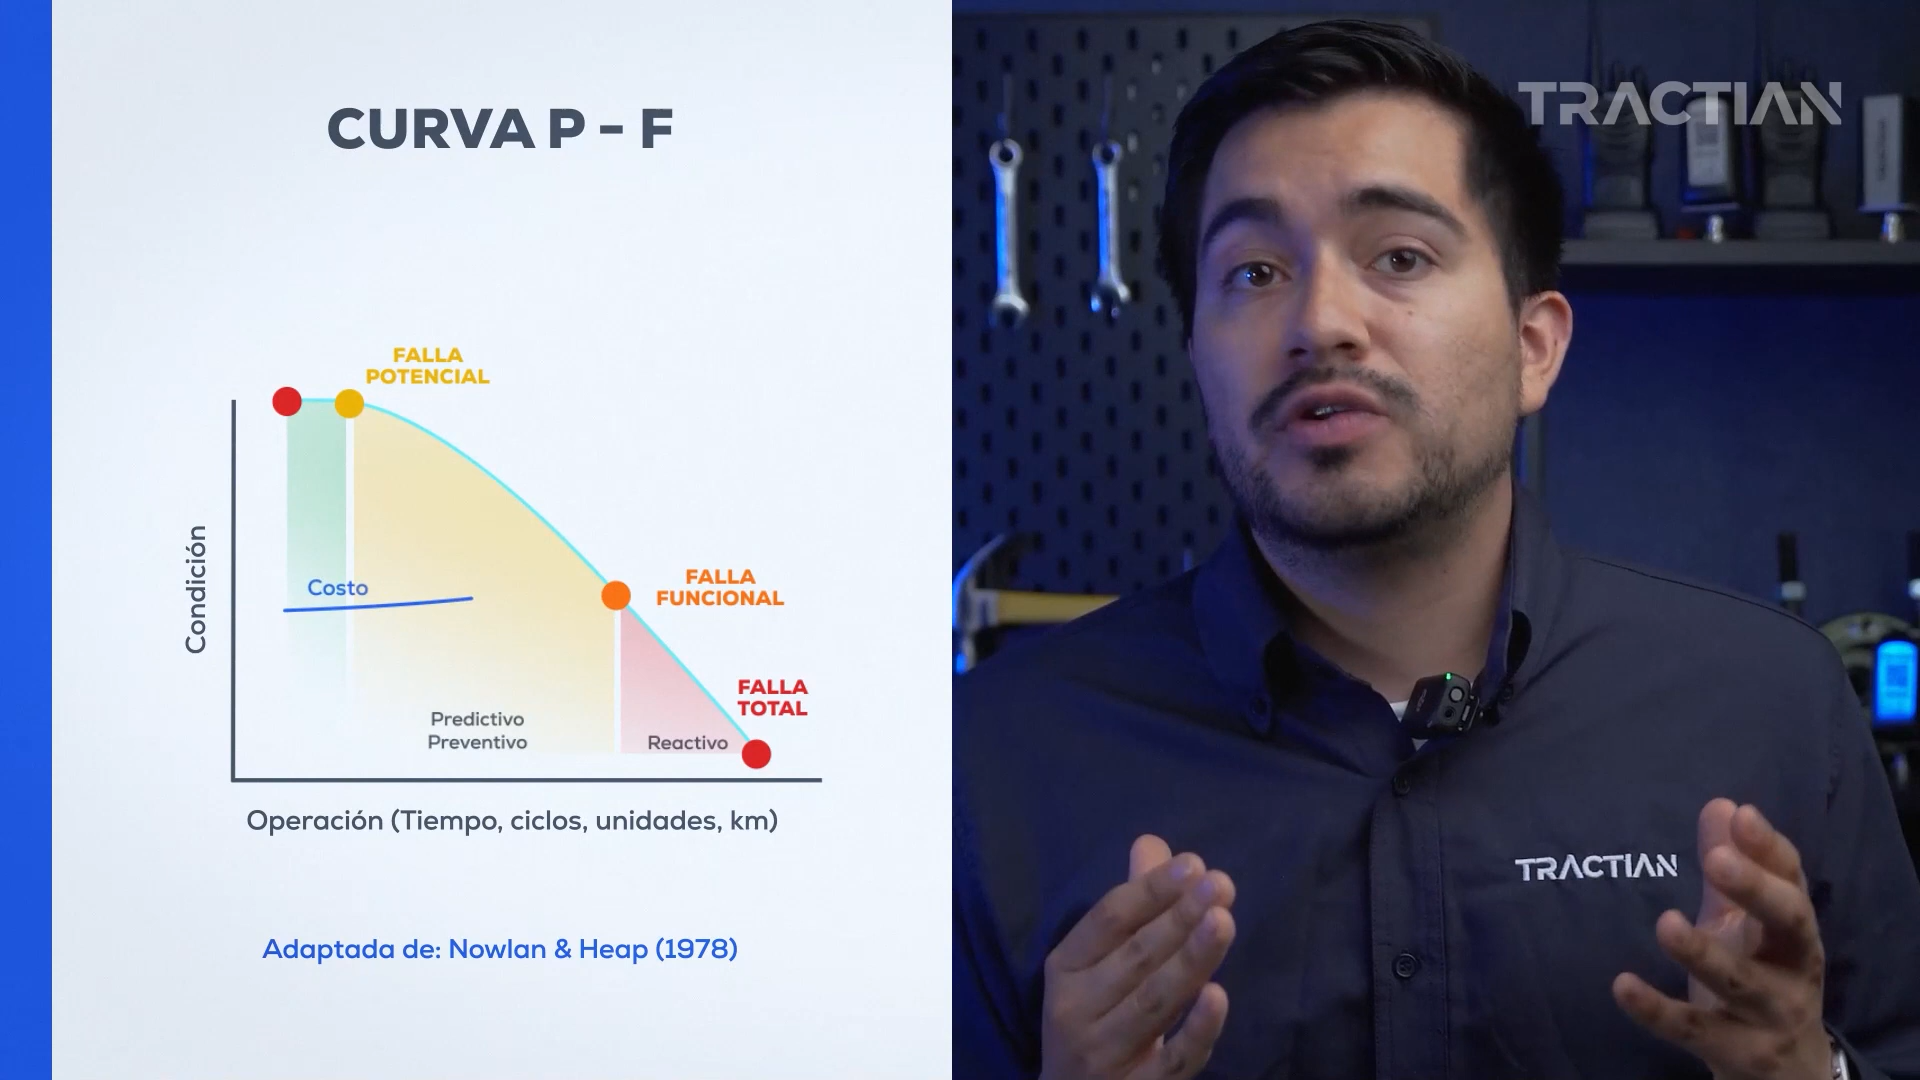 CURVA P - F
FALLA
POTENCIAL
FALLA
FUNCIONAL
FALLA
TOTAL
Costo
Condición
Predictivo
Preventivo
Reactivo
Operación (Tiempo, ciclos, unidades, km)
Adaptada de: Nowlan & Heap (1978)
TRACTIAN
TRACTIAN